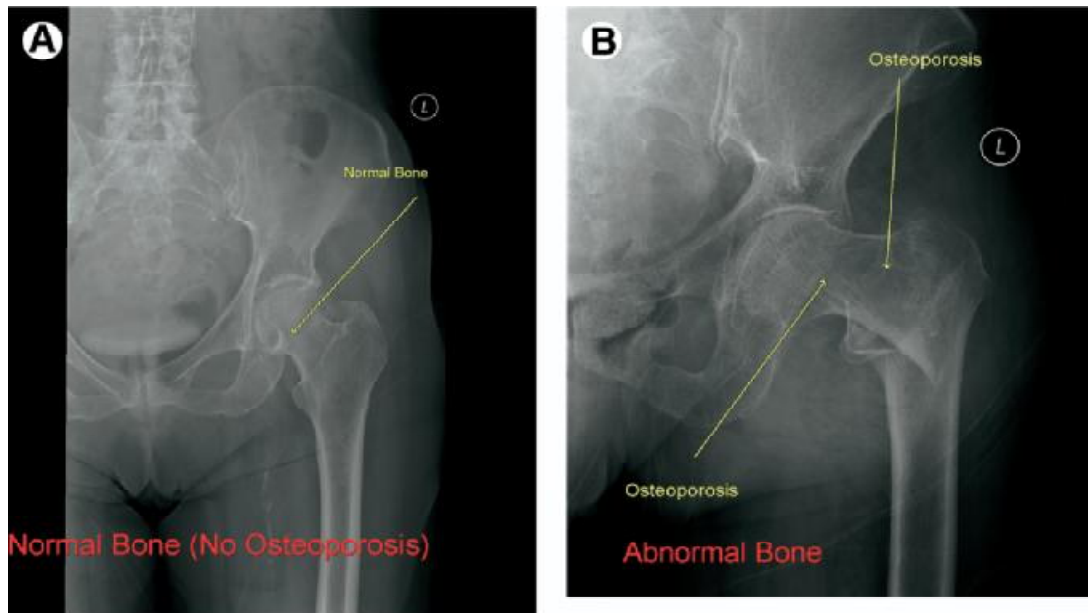 A
L
Normal Bone
Normal Bone (No Osteoporosis)
B
Osteoporosis
L
Osteoporosis
Abnormal Bone